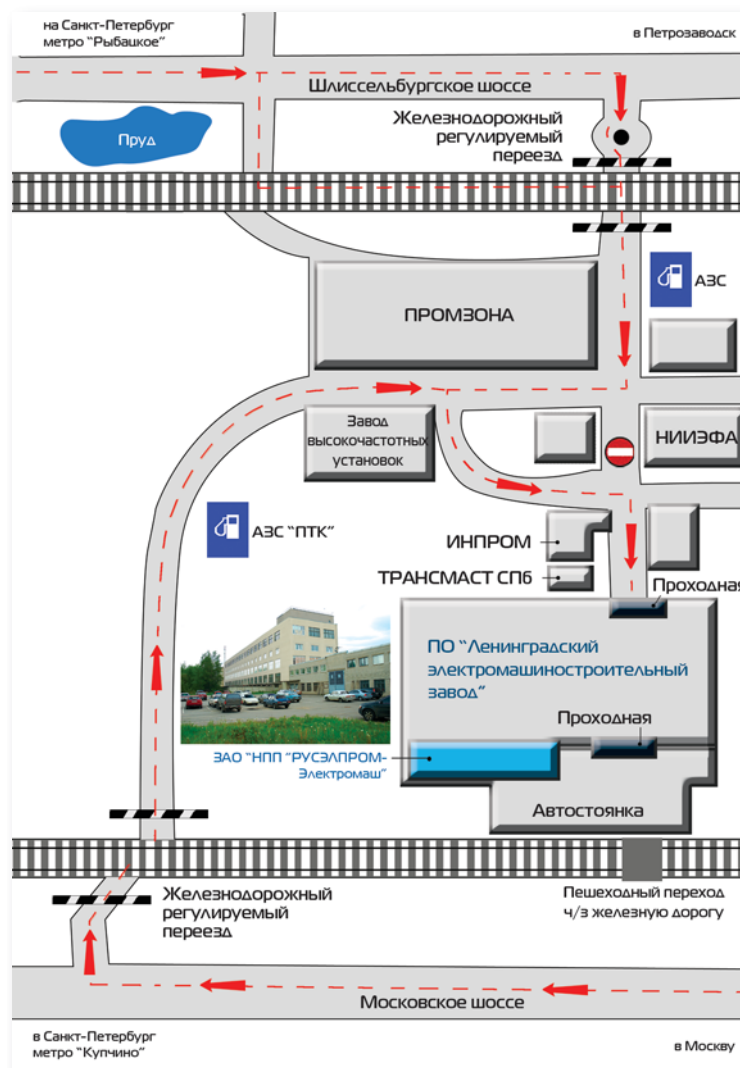 на Санкт-Петербург
метро "Рыбацкое"
в Петрозаводск
Шлиссельбургское шоссе
Пруд
Железнодорожный
регулируемый
переезд
АЗС
ПРОМЗОНА
Завод
высокочастотных
установок
НИИЭФА
АЗС "ПТК"
ИНПРОМ
ТРАНСМАСТ СПб
Проходная
ПО "Ленинградский
электромашиностроительный
завод"
Проходная
ЗАО "НПП "РУСЭЛПРОМ-
Электромаш"
Автостоянка
Железнодорожный
регулируемый
переезд
Пешеходный переход
ч/з железную дорогу
Московское шоссе
в Санкт-Петербург
метро "Купчино"
в Москву